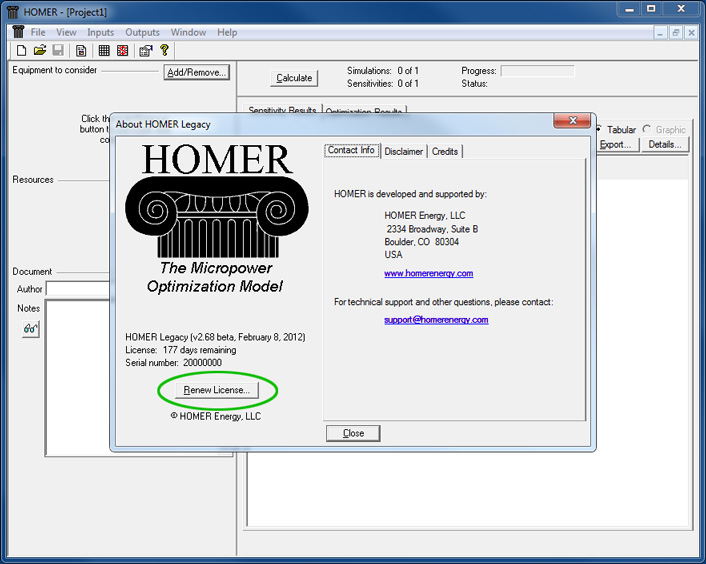 HOMER - [Project1]
File View Inputs Outputs Window Help
Equipment to consider
Add/Remove...
Calculate
Simulations: 0 of 1
Progress:
Sensitivities: 0 of 1
Status:
Sensitivity Results
Optimization Results
Click th
button t
co
Tabular
Graphic
Export...
Details...
Resources
Document
Author
Notes
About HOMER Legacy
HOMER
The Micropower
Optimization Model
HOMER Legacy (v2.68 beta, February 8, 2012)
License: 177 days remaining
Serial number: 20000000
Renew License...
© HOMER Energy, LLC
Contact Info
Disclaimer
Credits
HOMER is developed and supported by:
HOMER Energy, LLC
2334 Broadway, Suite B
Boulder, CO 80304
USA
www.homerenergy.com
For technical support and other questions, please contact:
support@homerenergy.com
Close